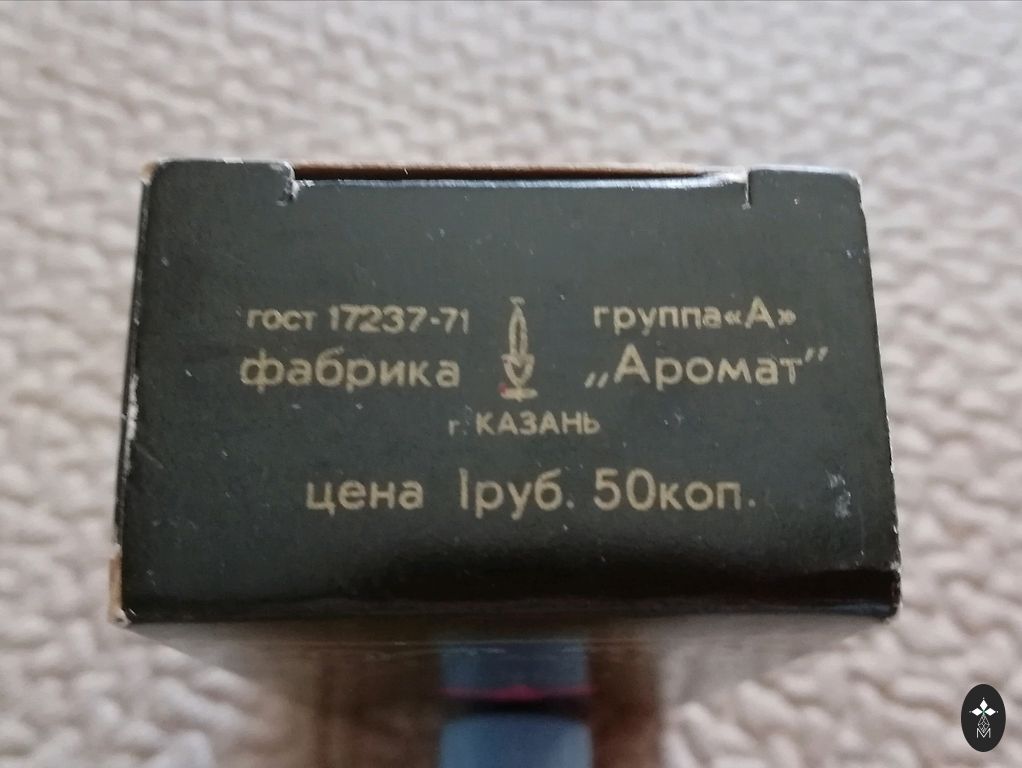 гост 17237-71 группа «А»
фабрика „Аромат”
г. КАЗАНЬ
цена 1руб. 50коп.
М